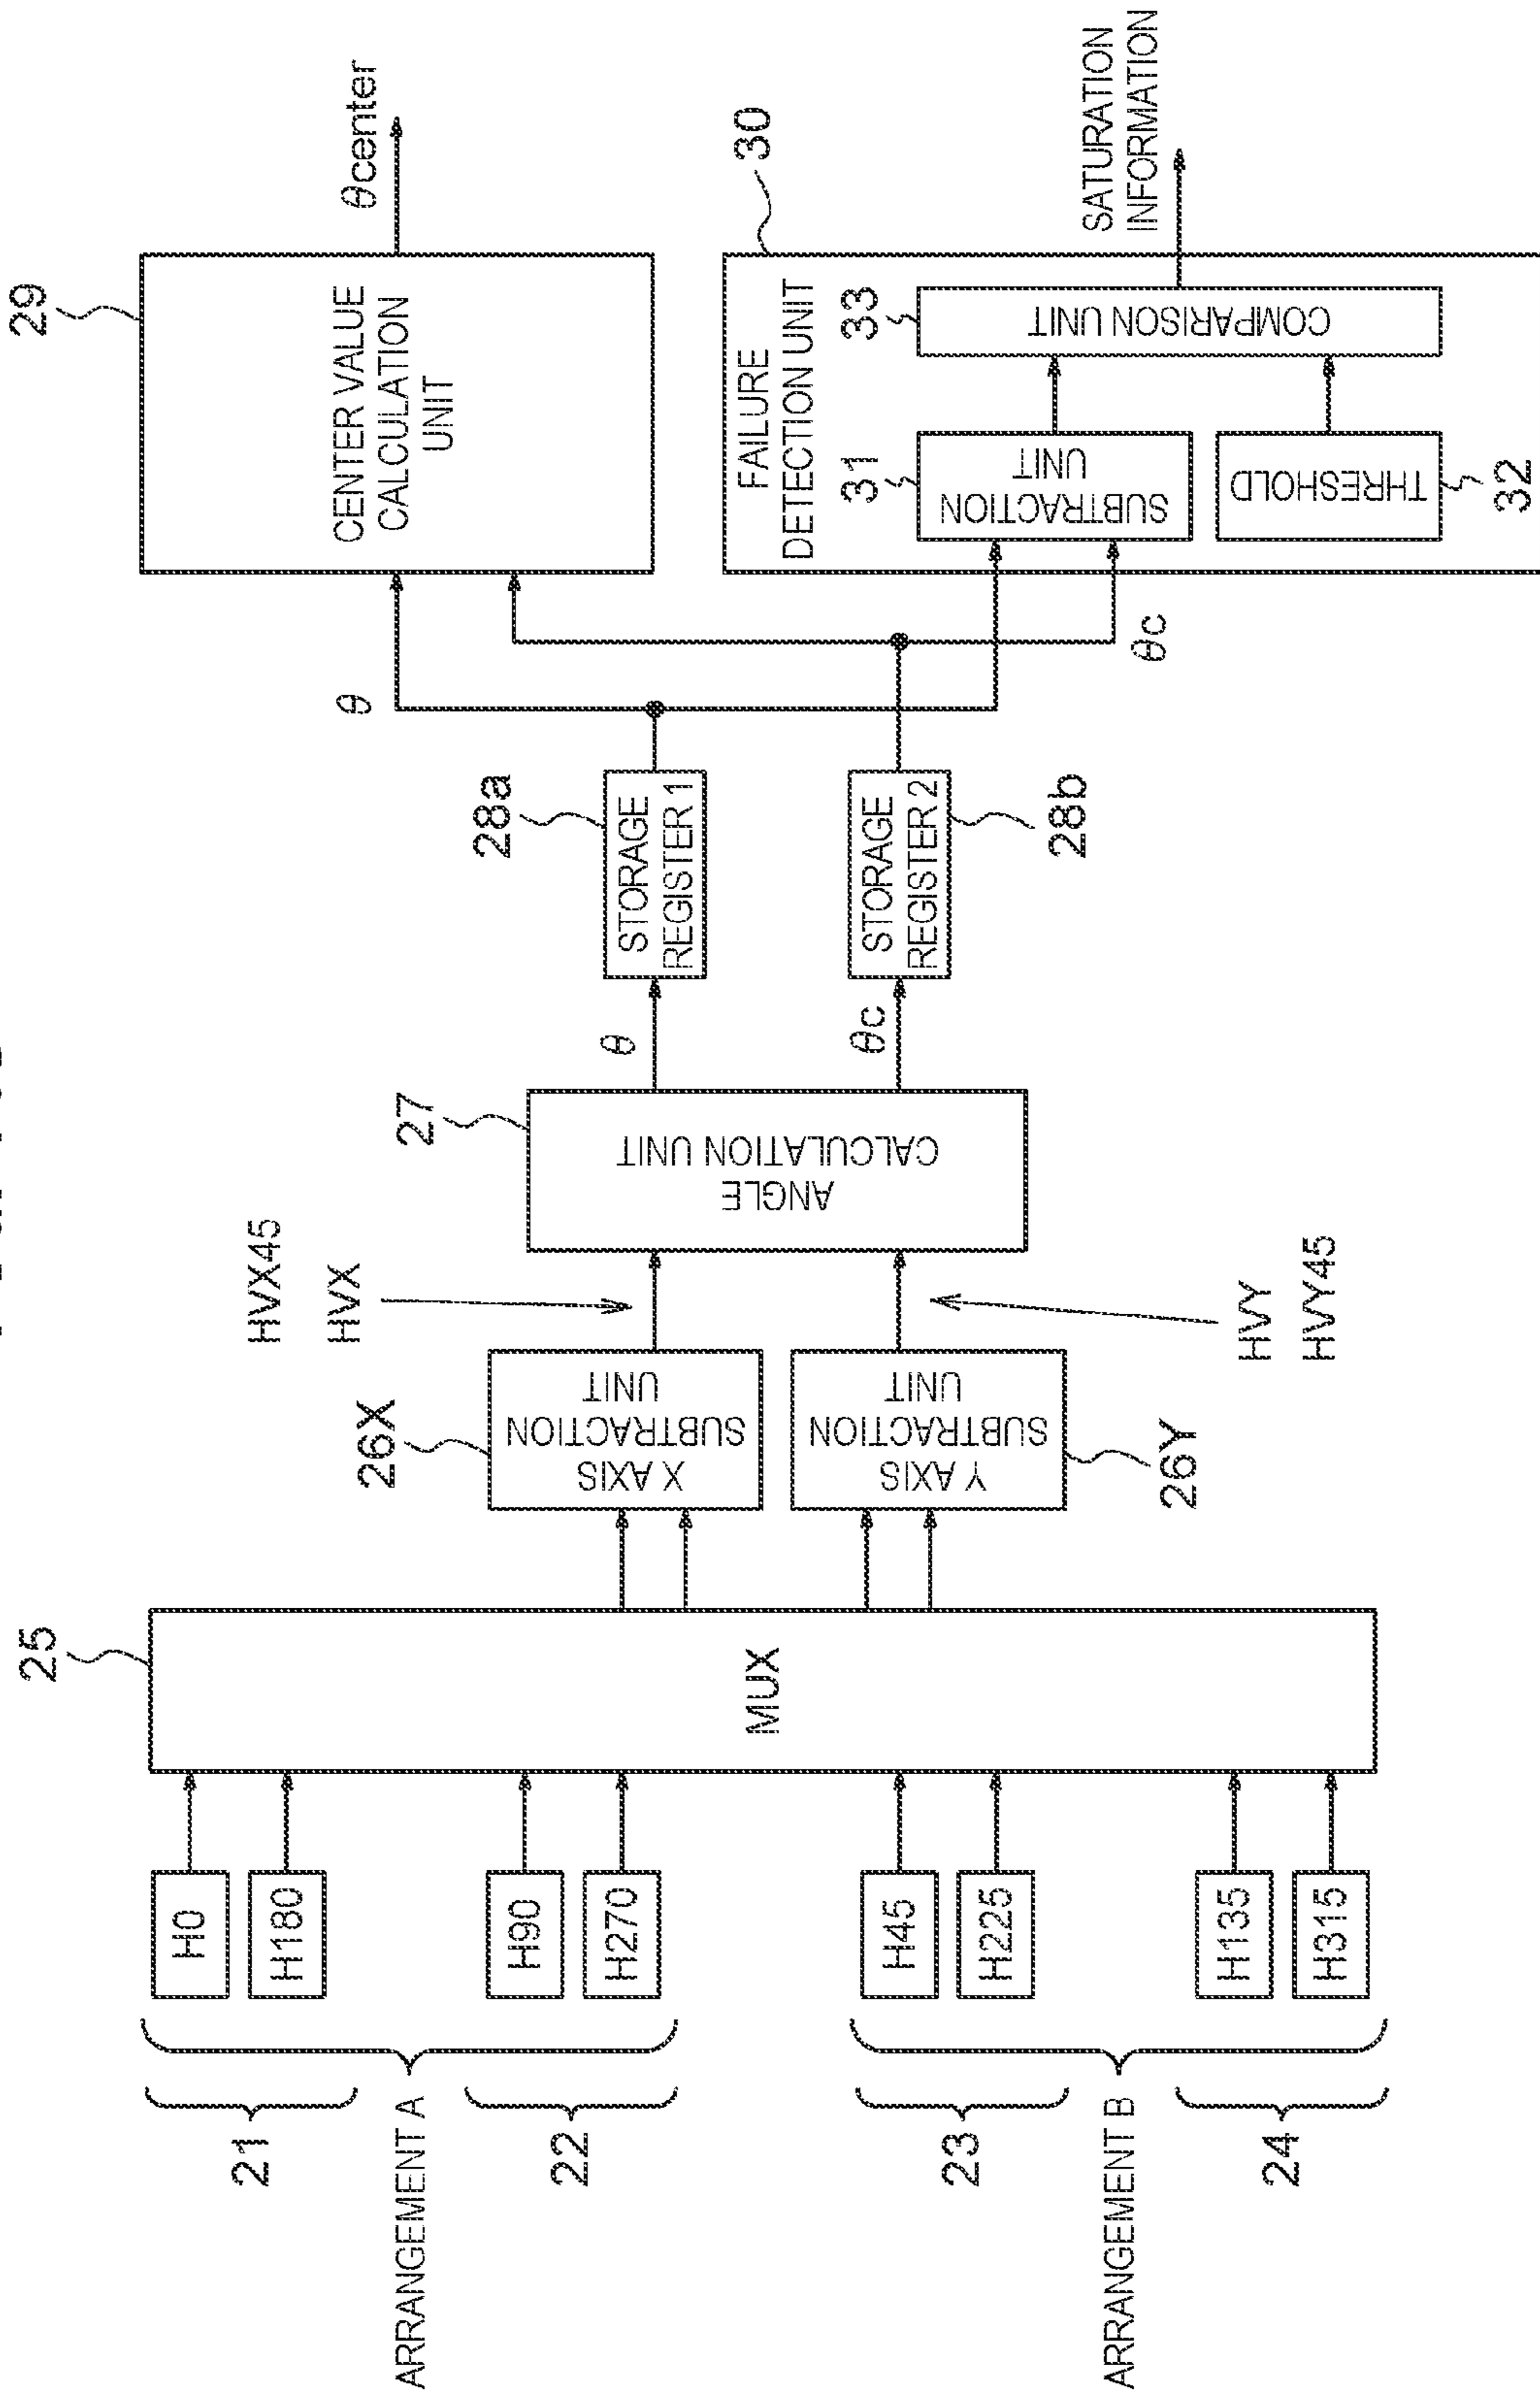 21
ARRANGEMENT A
22
23
ARRANGEMENT B
24
H0
H180
H90
H270
H45
H225
H135
H315
25
MUX
26X
X AXIS
SUBTRACTION
UNIT
26Y
Y AXIS
SUBTRACTION
UNIT
HVX45
HVX
HVY
HVY45
27
ANGLE
CALCULATION UNIT
θ
θc
28a
STORAGE
REGISTER 1
STORAGE
REGISTER 2
28b
θ
θc
29
CENTER VALUE
CALCULATION
UNIT
θcenter
30
FAILURE
DETECTION UNIT
31
SUBTRACTION
UNIT
THRESHOLD
32
33
COMPARISON UNIT
SATURATION
INFORMATION